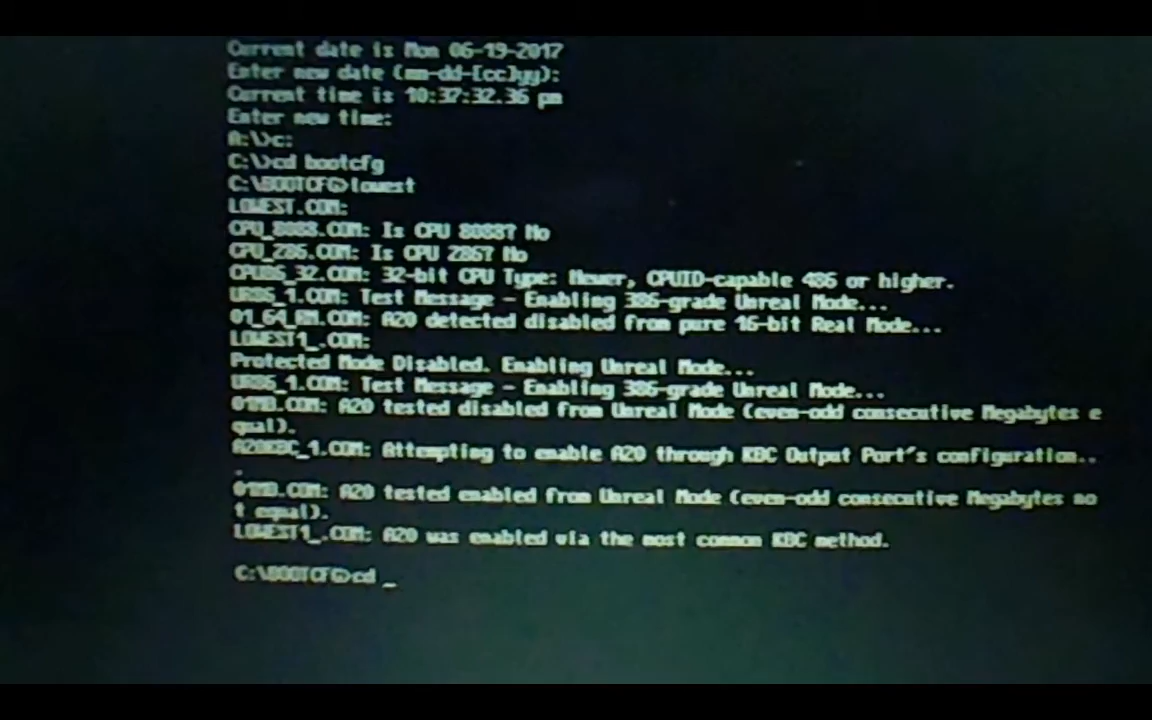 Current date is Mon 06-19-2017
Enter new date (mm-dd-[cc]yy):
Current time is 10:37:32.36 pm
Enter new time:
A:\>c:
C:\>cd bootcfg
C:\BOOTCFG>lowest
LOWEST.COM:
CPU_8088.COM: Is CPU 8088? No
CPU_286.COM: Is CPU 286? No
CPU86_32.COM: 32-bit CPU Type: Newer, CPUID-capable 486 or higher.
UR86_1.COM: Test Message - Enabling 386-grade Unreal Mode...
01_64_RM.COM: A20 detected disabled from pure 16-bit Real Mode...
LOWEST1_.COM:
Protected Mode Disabled. Enabling Unreal Mode...
UR86_1.COM: Test Message - Enabling 386-grade Unreal Mode...
01MB.COM: A20 tested disabled from Unreal Mode (even-odd consecutive Megabytes e
qual).
A20KBC_1.COM: Attempting to enable A20 through KBC Output Port's configuration..
.
01MB.COM: A20 tested enabled from Unreal Mode (even-odd consecutive Megabytes no
t equal).
LOWEST1_.COM: A20 was enabled via the most common KBC method.
C:\BOOTCFG>cd _